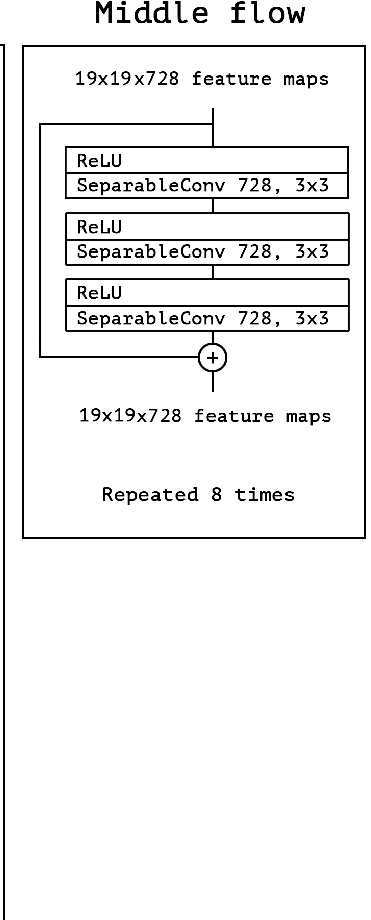 Middle flow
19x19x728 feature maps
ReLU
SeparableConv 728, 3x3
ReLU
SeparableConv 728, 3x3
ReLU
SeparableConv 728, 3x3
+
19x19x728 feature maps
Repeated 8 times